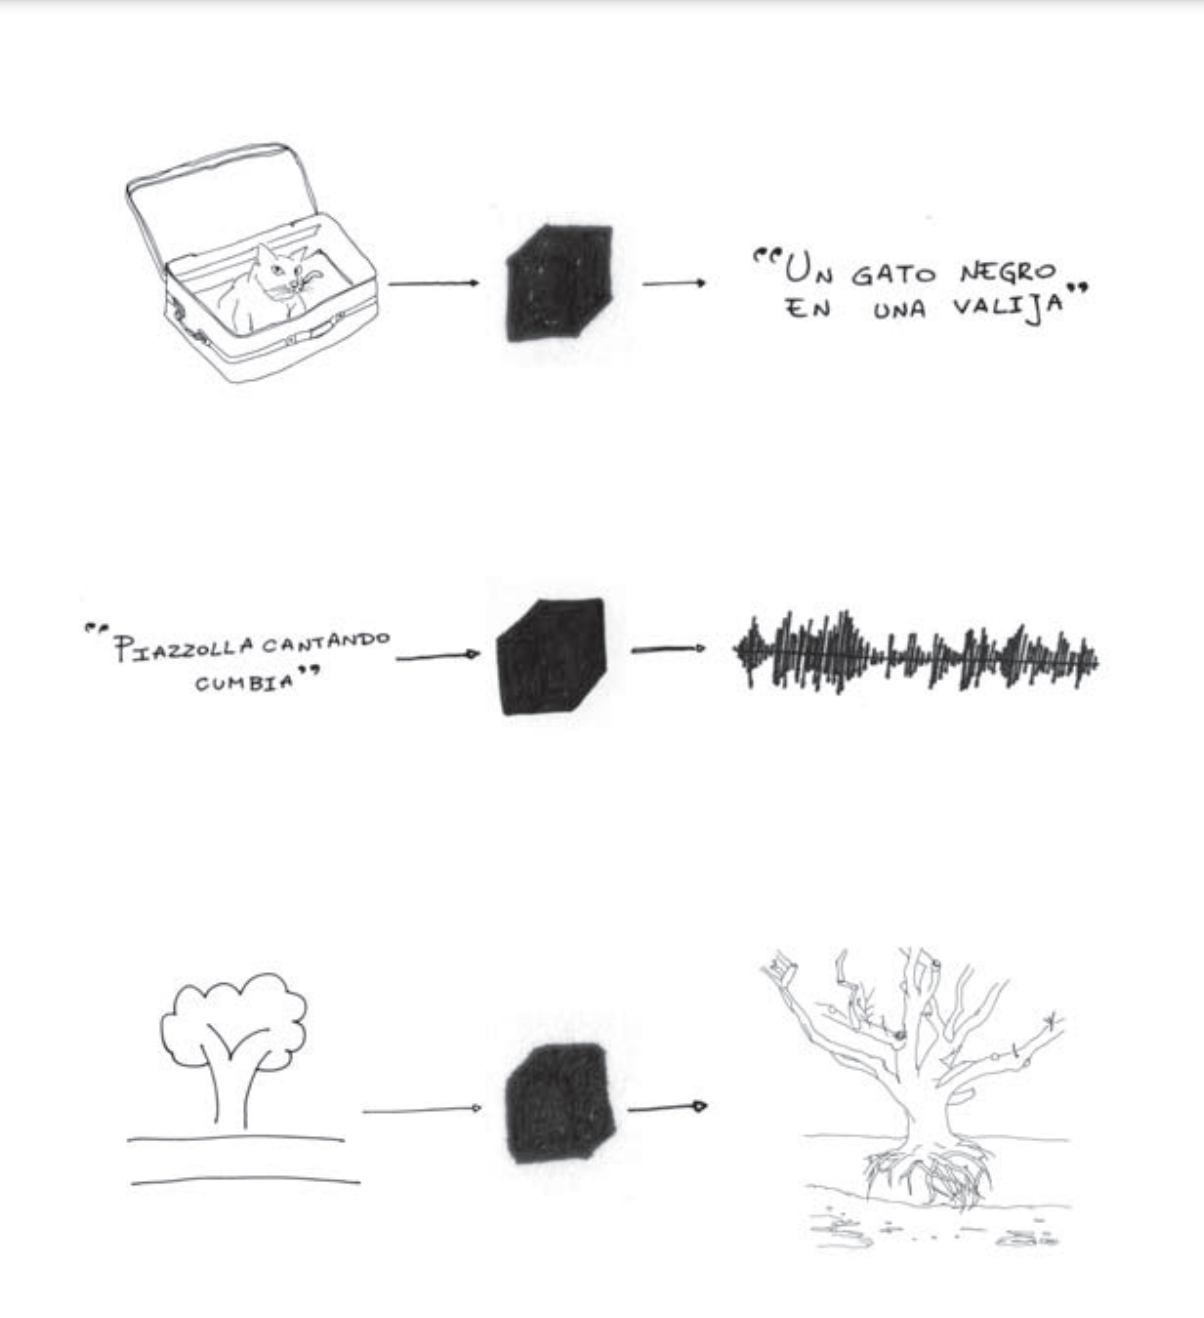 “UN GATO NEGRO
EN UNA VALIJA”
“PIAZZOLLA CANTANDO
CUMBIA”